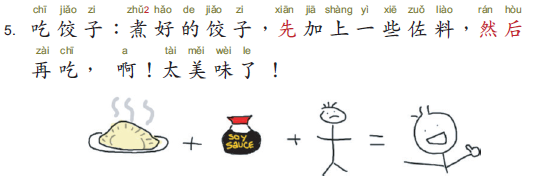 chī jiǎo zi zhǔ2 hǎo de jiǎo zi xiān jiā shàng yì xiē zuǒ liào rán hòu
5. 吃饺子：煮好的饺子，先加上一些佐料，然后
zài chī a tài měi wèi le
再吃，啊！太美味了！
SOY
SAUCE